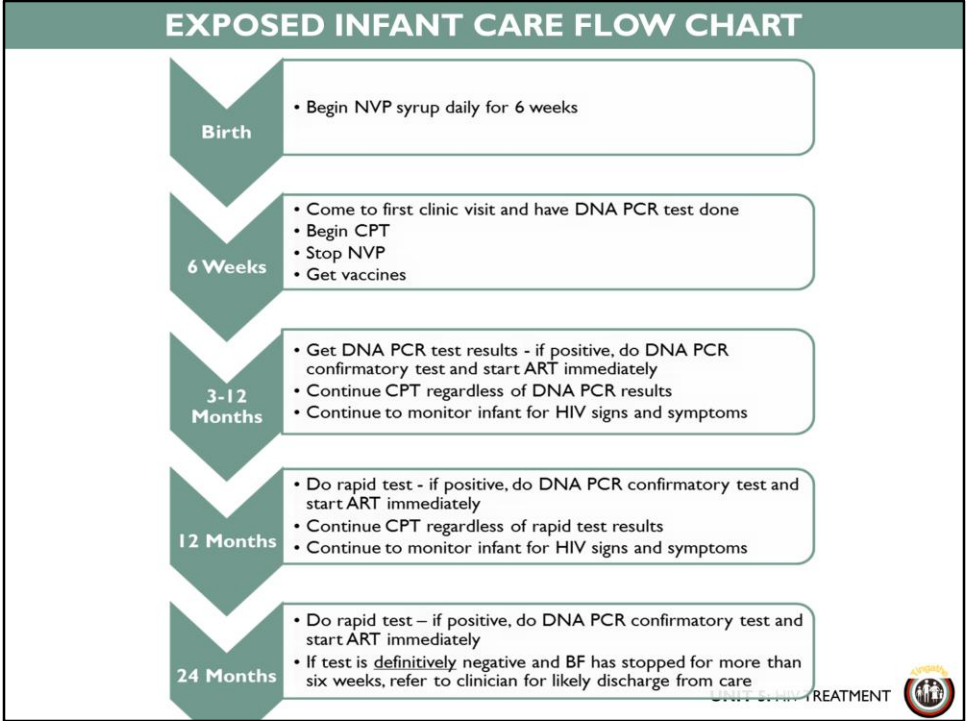 EXPOSED INFANT CARE FLOW CHART
Birth
• Begin NVP syrup daily for 6 weeks
6 Weeks
• Come to first clinic visit and have DNA PCR test done
• Begin CPT
• Stop NVP
• Get vaccines
3-12
Months
• Get DNA PCR test results - if positive, do DNA PCR
confirmatory test and start ART immediately
• Continue CPT regardless of DNA PCR results
• Continue to monitor infant for HIV signs and symptoms
12 Months
• Do rapid test - if positive, do DNA PCR confirmatory test and
start ART immediately
• Continue CPT regardless of rapid test results
• Continue to monitor infant for HIV signs and symptoms
24 Months
• Do rapid test – if positive, do DNA PCR confirmatory test and
start ART immediately
• If test is definitively negative and BF has stopped for more than
six weeks, refer to clinician for likely discharge from care
UNIT 5: HIV TREATMENT
Tingathe